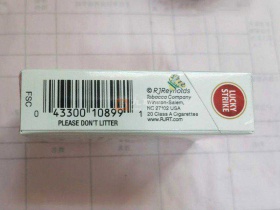 FSC
0 43300 10899 1
PLEASE DON'T LITTER
© RJReynolds
Tobacco Company
Winston-Salem,
NC 27102 USA
20 Class A Cigarettes
www.RJRT.com
LUCKY
STRIKE